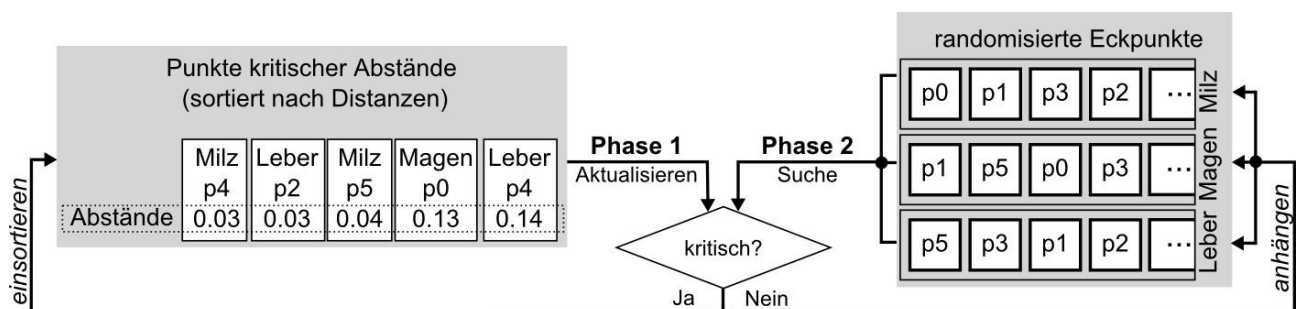 Punkte kritischer Abstände
(sortiert nach Distanzen)
Milz Leber Milz Magen Leber
p4 p2 p5 p0 p4
Abstände 0.03 0.03 0.04 0.13 0.14
einsortieren
Phase 1
Aktualisieren
Phase 2
Suche
kritisch?
Ja Nein
randomisierte Eckpunkte
p0 p1 p3 p2 ... Milz
p1 p5 p0 p3 ... Magen
p5 p3 p1 p2 ... Leber
anhängen